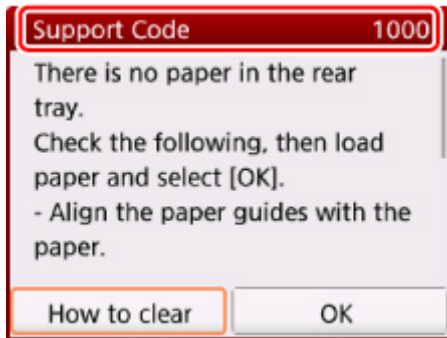 Support Code 1000
There is no paper in the rear
tray.
Check the following, then load
paper and select [OK].
- Align the paper guides with the
paper.
How to clear OK